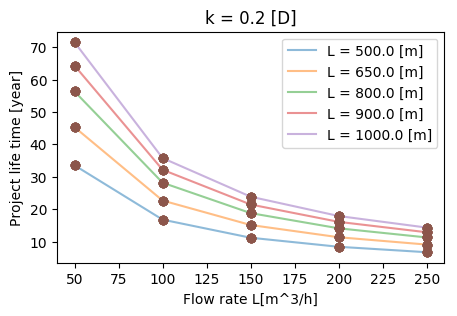 k = 0.2 [D]
Project life time [year]
70
60
50
40
30
20
10
L = 500.0 [m]
L = 650.0 [m]
L = 800.0 [m]
L = 900.0 [m]
L = 1000.0 [m]
50 75 100 125 150 175 200 225 250
Flow rate L[m^3/h]